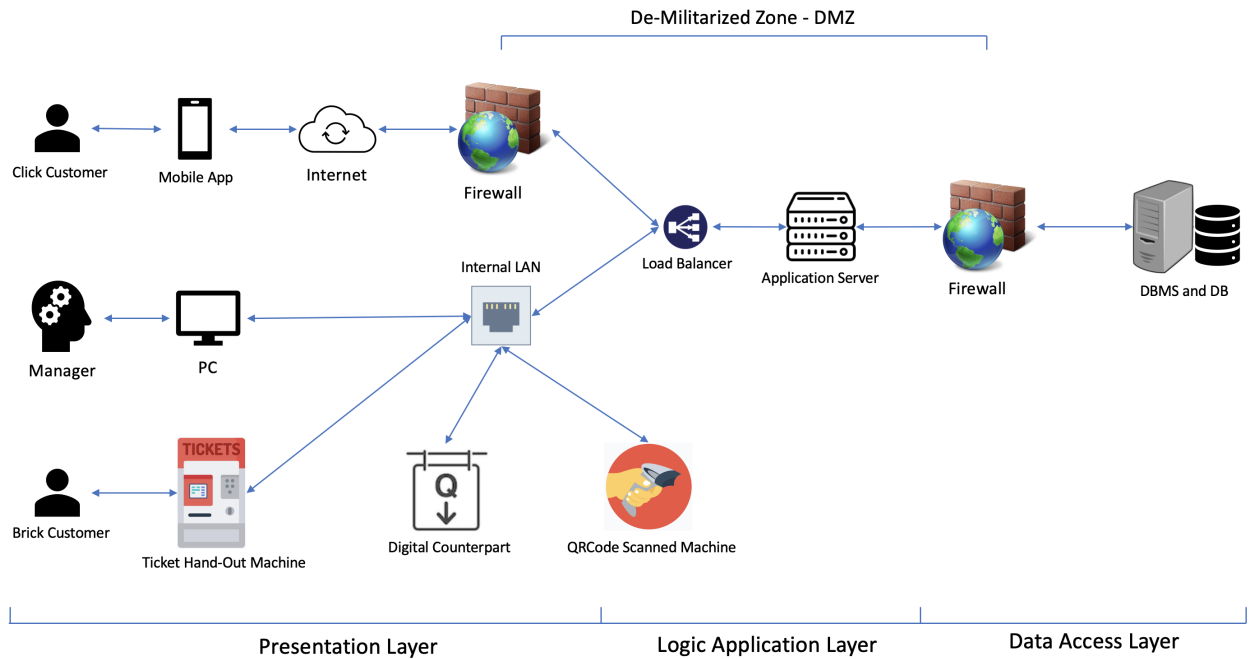 De-Militarized Zone - DMZ
Click Customer
Mobile App
Internet
Firewall
Load Balancer
Application Server
Firewall
DBMS and DB
Internal LAN
Manager
PC
TICKETS
Q
Brick Customer
Ticket Hand-Out Machine
Digital Counterpart
QRCode Scanned Machine
Presentation Layer
Logic Application Layer
Data Access Layer